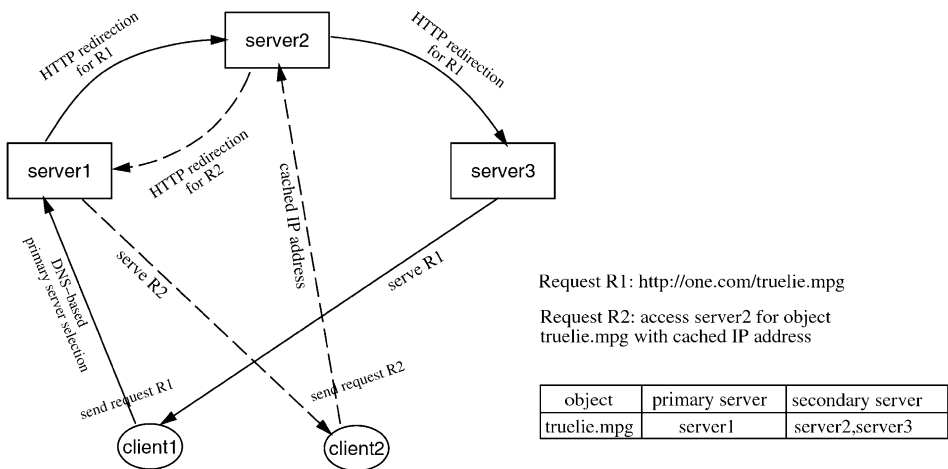 server2
HTTP redirection
for R1
HTTP redirection
for R1
server1
HTTP redirection
for R2
server3
cached IP address
DNS-based
primary server selection
serve R2
serve R1
send request R1
send request R2
client1
client2
Request R1: http://one.com/truelie.mpg
Request R2: access server2 for object
truelie.mpg with cached IP address
object primary server secondary server
truelie.mpg server1 server2,server3